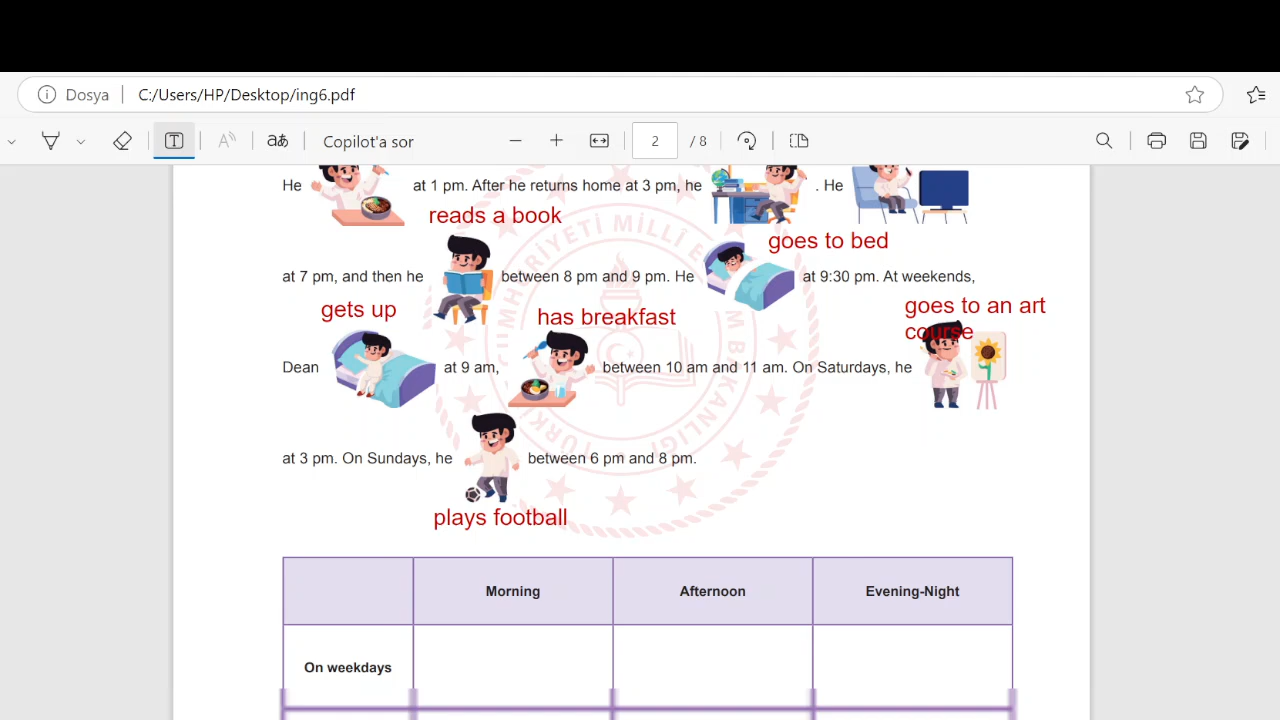 Dosya C:/Users/HP/Desktop/ing6.pdf
aあ Copilot'a sor 2 / 8
He at 1 pm. After he returns home at 3 pm, he . He
reads a book
goes to bed
at 7 pm, and then he between 8 pm and 9 pm. He at 9:30 pm. At weekends,
gets up has breakfast goes to an art
course
Dean at 9 am, between 10 am and 11 am. On Saturdays, he
at 3 pm. On Sundays, he between 6 pm and 8 pm.
plays football
Morning Afternoon Evening-Night
On weekdays